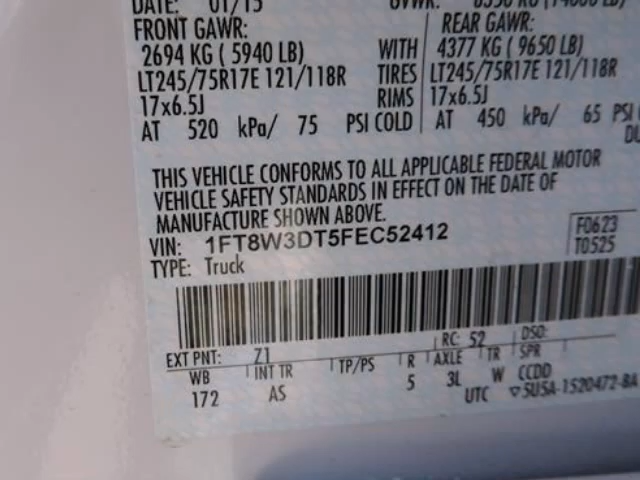 DATE: 01/15 GVWR:
FRONT GAWR: REAR GAWR:
2694 KG ( 5940 LB) WITH 4377 KG ( 9650 LB)
LT245/75R17E 121/118R TIRES LT245/75R17E 121/118R
17x6.5J RIMS 17x6.5J
AT 520 kPa/ 75 PSI COLD AT 450 kPa/ 65 PSI
THIS VEHICLE CONFORMS TO ALL APPLICABLE FEDERAL MOTOR
VEHICLE SAFETY STANDARDS IN EFFECT ON THE DATE OF
MANUFACTURE SHOWN ABOVE.
VIN: 1FT8W3DT5FEC52412 F0623
TYPE: Truck T0525
RC: 52 DSO:
EXT PNT: Z1
WB INT TR TP/PS R AXLE TR SPR
172 AS 5 3L W CCDD
UTC ▽5U5A-1520472-BA